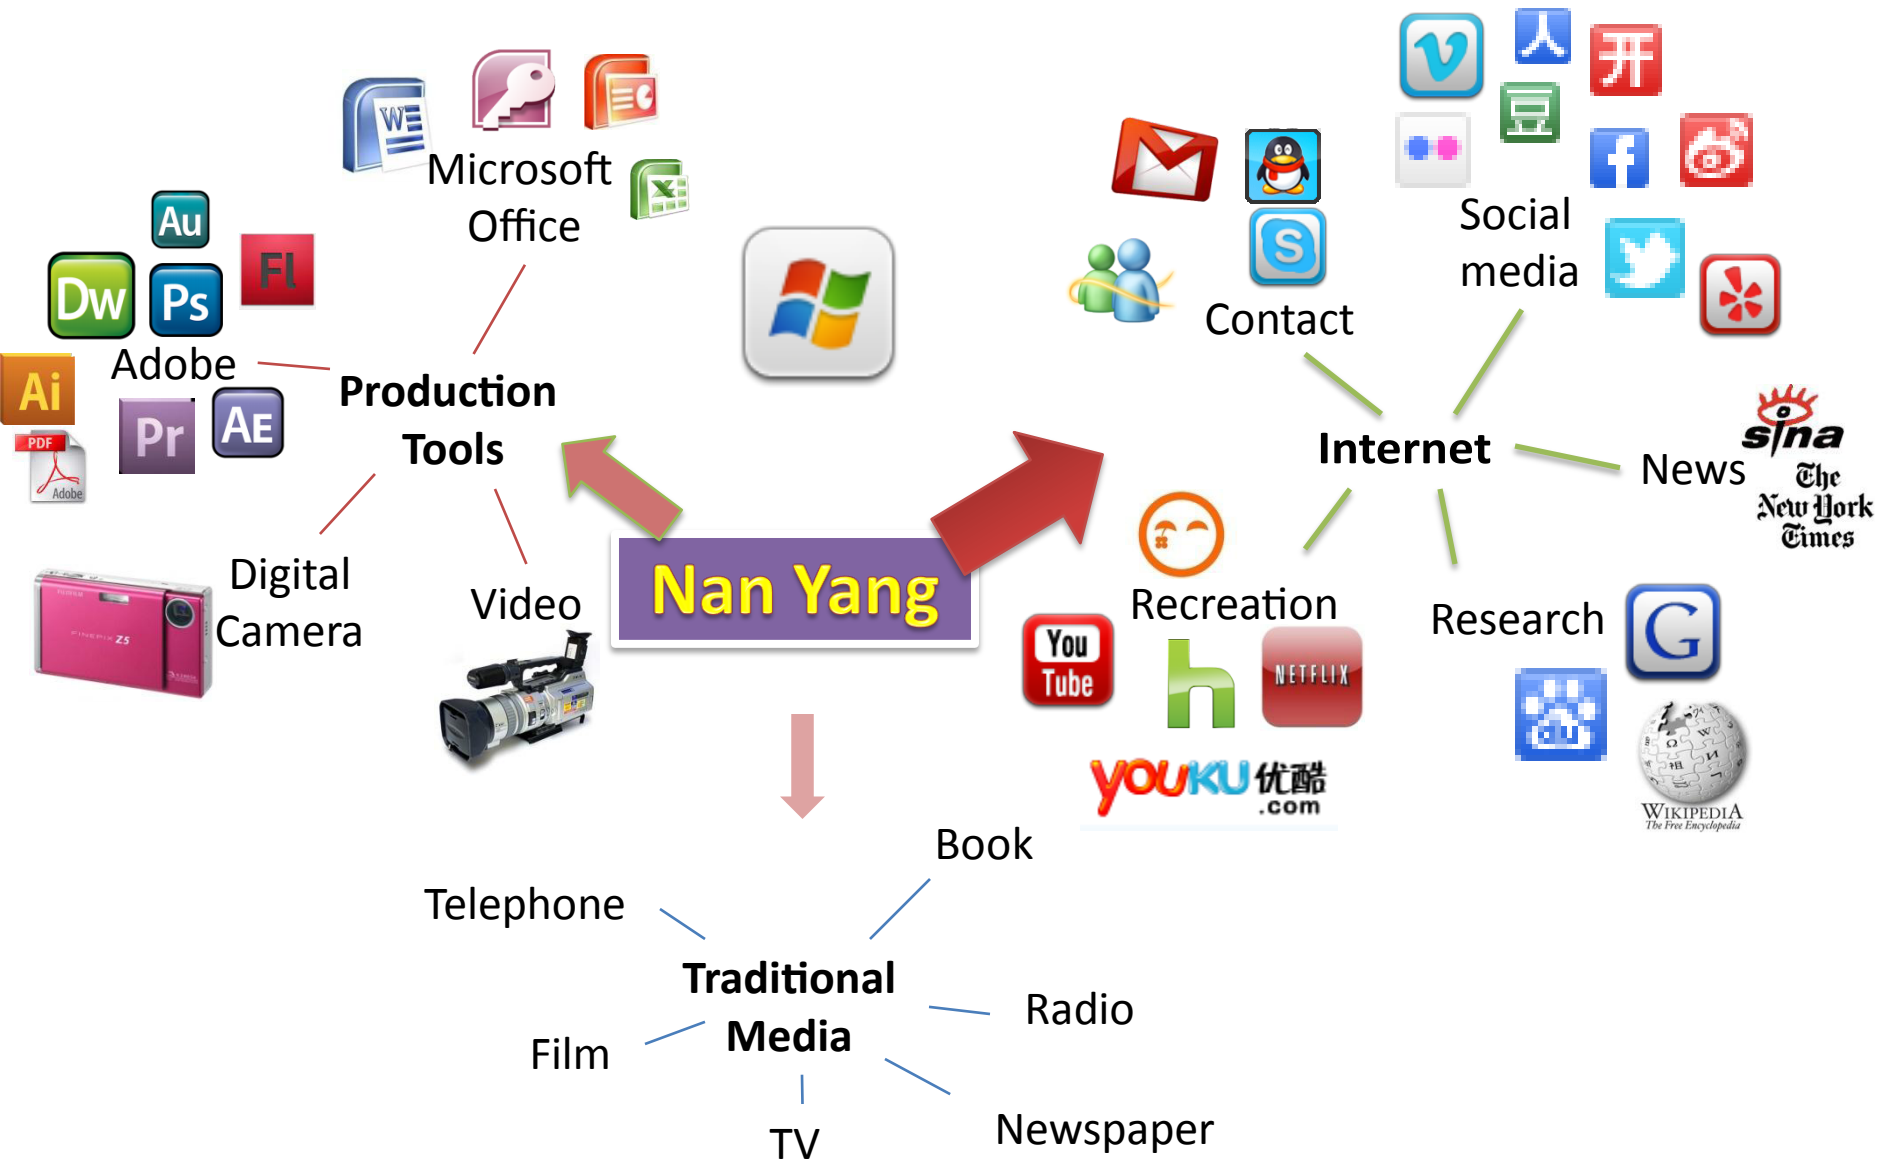 Microsoft
Office
W
X
Au
Fl
Dw
Ps
Adobe
Ai
Pr
AE
PDF
Adobe
Production
Tools
Digital
Camera
FINEPIX Z5
Video
Nan Yang
人
开
豆
f
S
Social
media
Contact
Internet
News
sina
The
New York
Times
Recreation
You
Tube
h
NETFLIX
YOUKU 优酷
.com
Research
G
WIKIPEDIA
The Free Encyclopedia
Book
Telephone
Traditional
Media
Radio
Film
TV
Newspaper